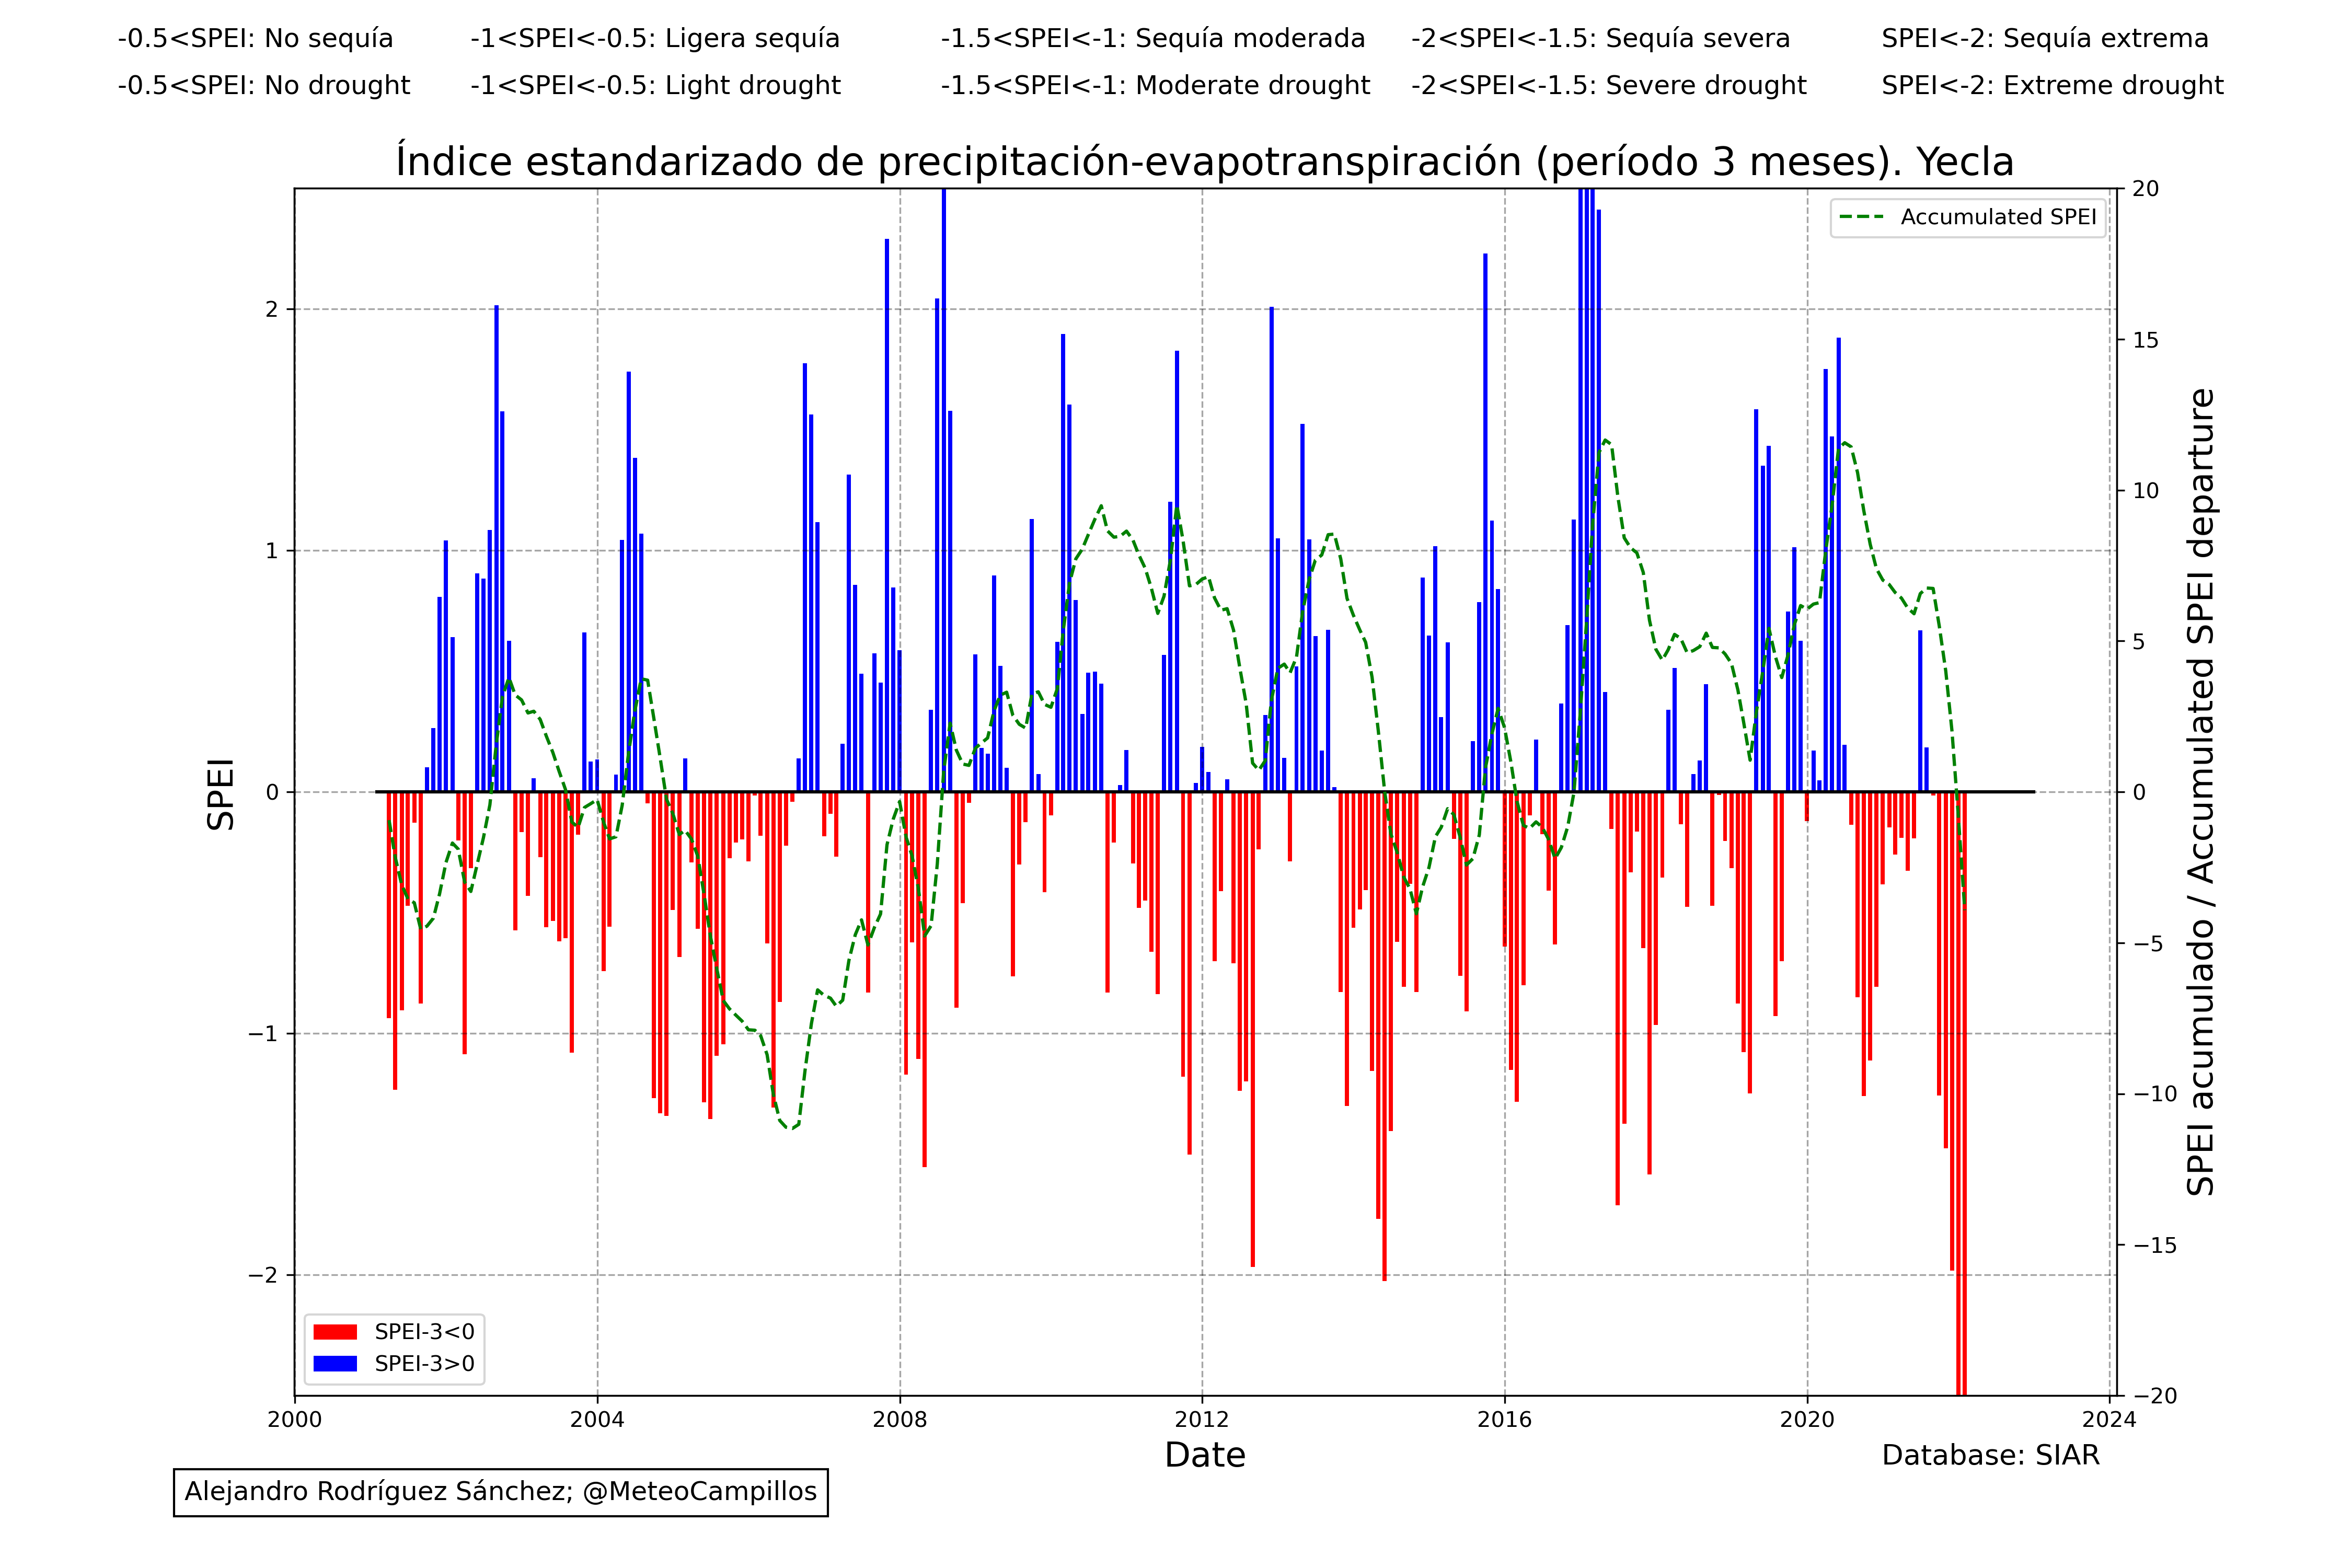 -0.5<SPEI: No sequía -1<SPEI<-0.5: Ligera sequía -1.5<SPEI<-1: Sequía moderada -2<SPEI<-1.5: Sequía severa SPEI<-2: Sequía extrema
-0.5<SPEI: No drought -1<SPEI<-0.5: Light drought -1.5<SPEI<-1: Moderate drought -2<SPEI<-1.5: Severe drought SPEI<-2: Extreme drought
Índice estandarizado de precipitación-evapotranspiración (período 3 meses). Yecla
Accumulated SPEI
SPEI
2
1
0
−1
−2
20
15
10
5
0
−5
−10
−15
−20
SPEI acumulado / Accumulated SPEI departure
SPEI-3<0
SPEI-3>0
2000 2004 2008 2012 2016 2020 2024
Date
Database: SIAR
Alejandro Rodríguez Sánchez; @MeteoCampillos